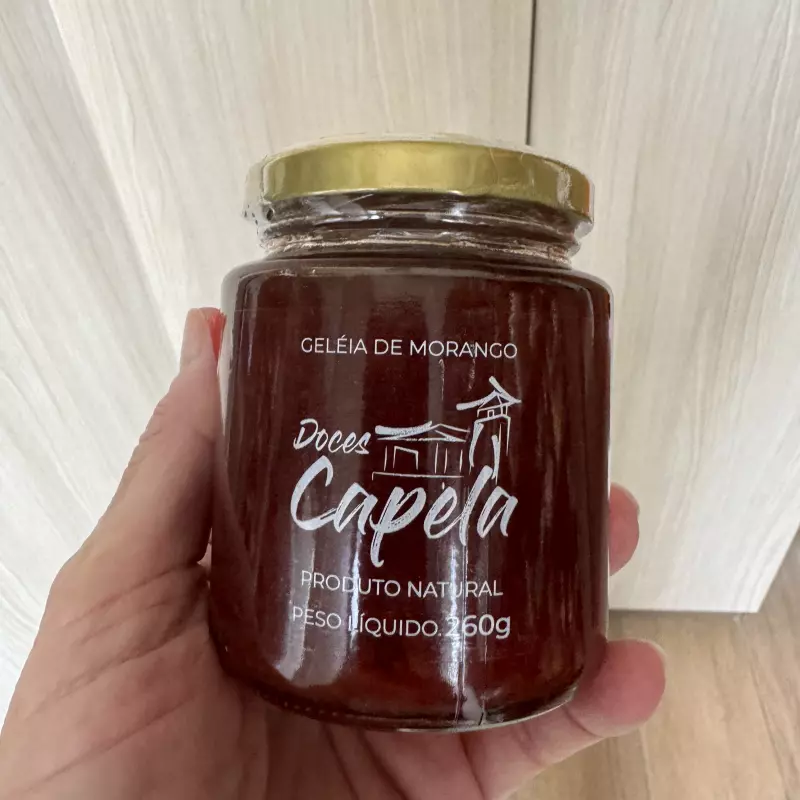 GELÉIA DE MORANGO
Doces
Capela
PRODUTO NATURAL
PESO LÍQUIDO. 260g